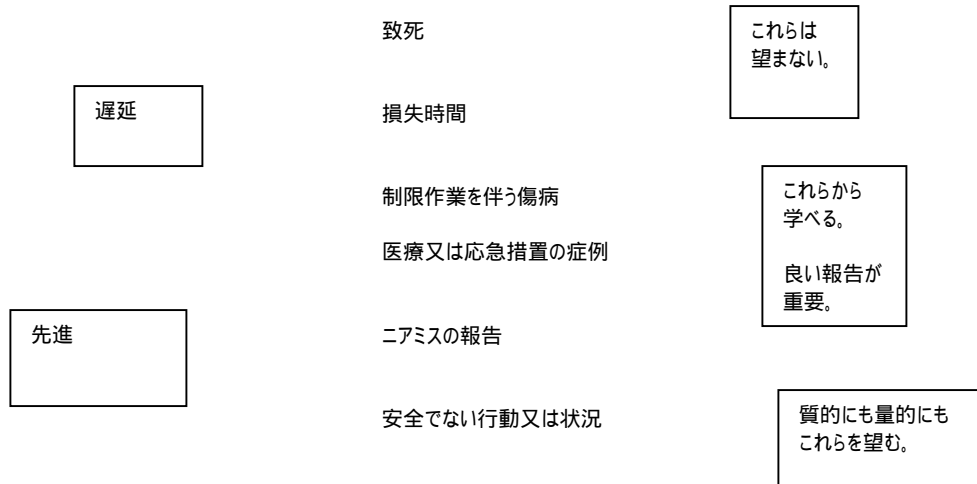 致死
これらは
望まない。
遅延
損失時間
制限作業を伴う傷病
これらから
学べる。
医療又は応急措置の症例
良い報告が
重要。
先進
ニアミスの報告
安全でない行動又は状況
質的にも量的にも
これらを望む。